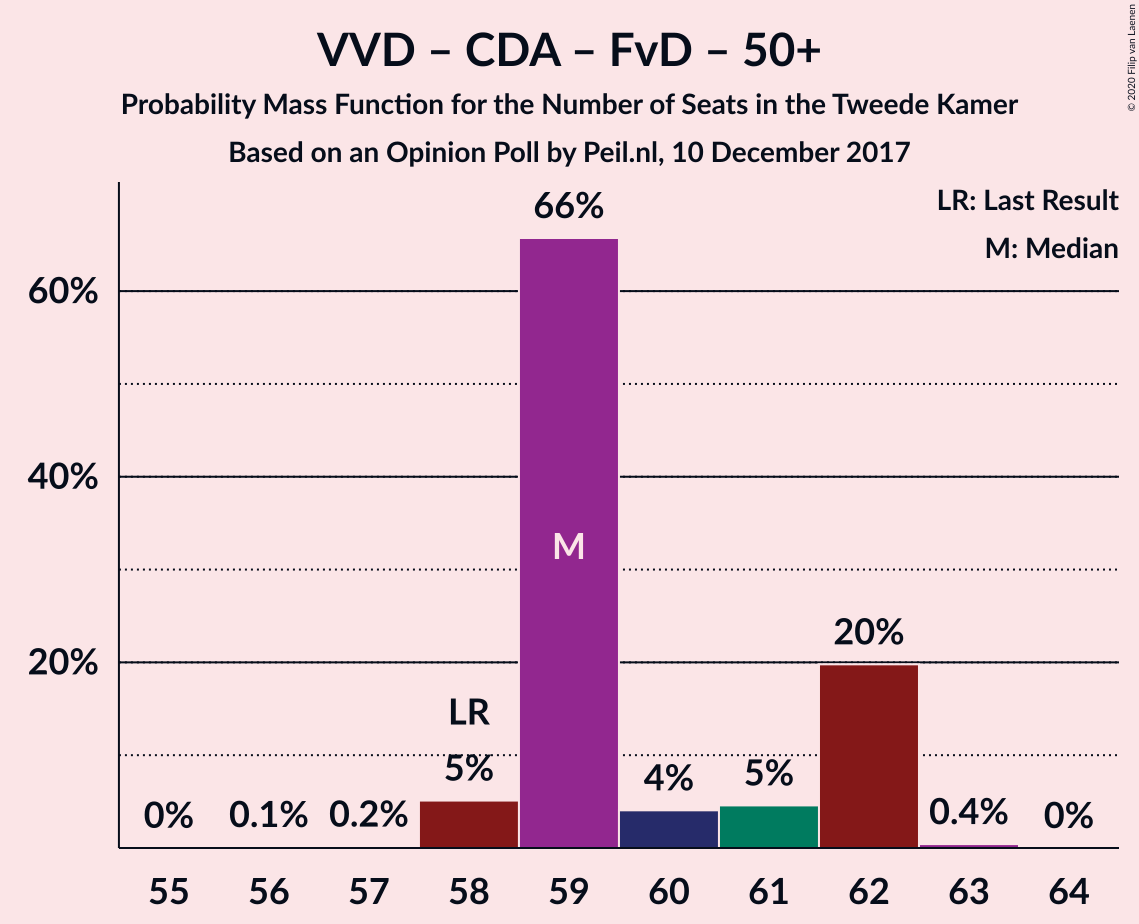 VVD – CDA – FvD – 50+
Probability Mass Function for the Number of Seats in the Tweede Kamer
Based on an Opinion Poll by Peil.nl, 10 December 2017
© 2020 Filip van Laenen
LR: Last Result
M: Median
60%
40%
20%
0%
0.1%
0.2%
LR
5%
66%
M
4%
5%
20%
0.4%
0%
55 56 57 58 59 60 61 62 63 64